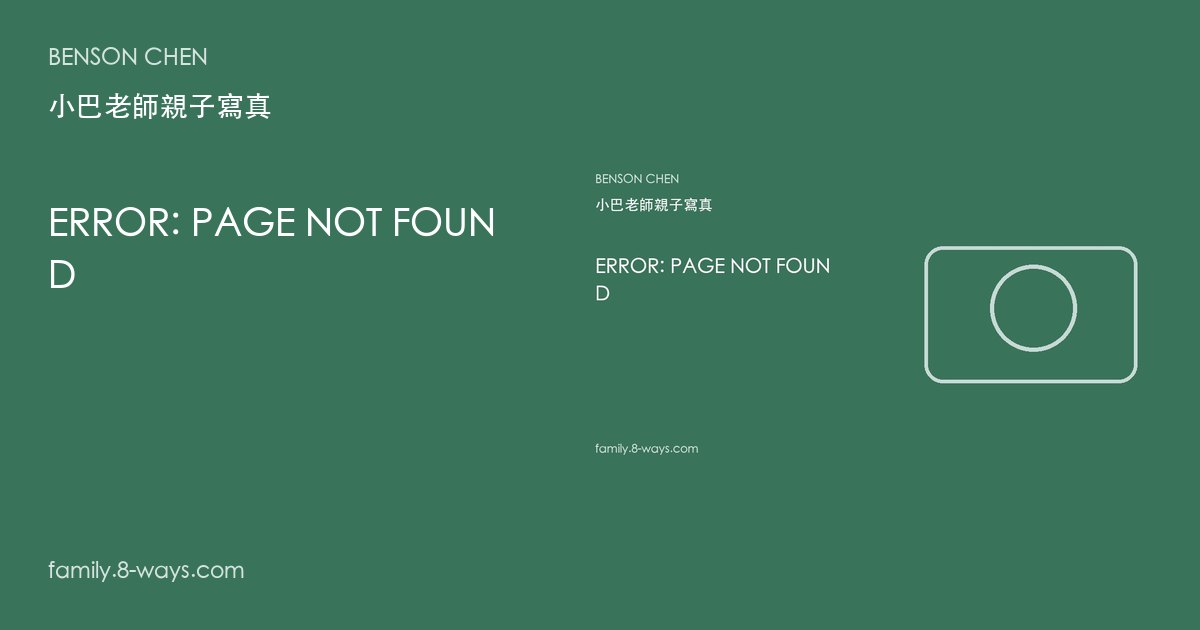 BENSON CHEN
小巴老師親子寫真
ERROR: PAGE NOT FOUN
D
family.8-ways.com
BENSON CHEN
小巴老師親子寫真
ERROR: PAGE NOT FOUN
D
family.8-ways.com